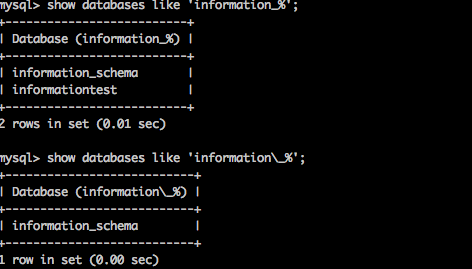 mysql> show databases like 'information_%';
+---------------------------+
| Database (information_%) |
+---------------------------+
| information_schema |
| informationtest |
+---------------------------+
2 rows in set (0.01 sec)
mysql> show databases like 'information\_%';
+----------------------------+
| Database (information\_%) |
+----------------------------+
| information_schema |
+----------------------------+
1 row in set (0.00 sec)